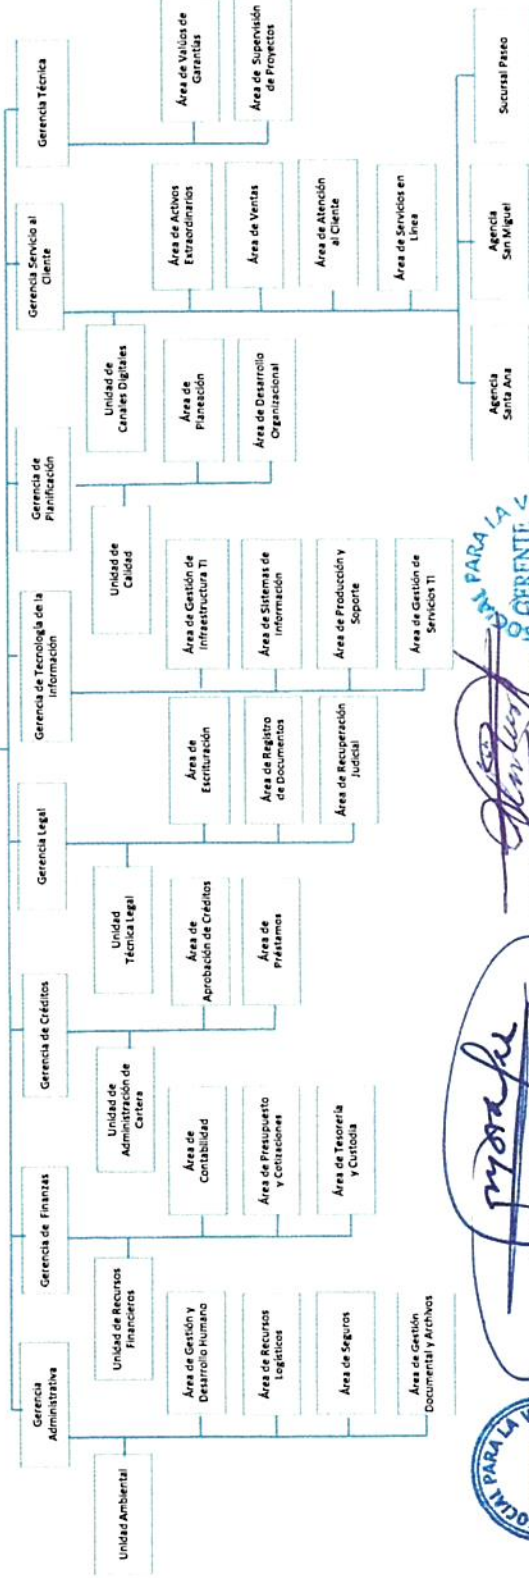 Gerencia
Administrativa
Unidad Ambiental
Área de Gestión y
Desarrollo Humano
Área de Recursos
Logísticos
Área de Seguros
Área de Gestión
Documental y Archivos
Gerencia de Finanzas
Unidad de Recursos
Financieros
Área de
Contabilidad
Área de Presupuesto
y Cotizaciones
Área de Tesorería
y Custodia
Gerencia de Créditos
Unidad de
Administración de
Cartera
Área de
Aprobación de Créditos
Área de
Préstamos
Gerencia Legal
Unidad
Técnica Legal
Área de
Escrituración
Área de Registro
de Documentos
Área de Recuperación
Judicial
Gerencia de Tecnología de la
Información
Área de Gestión de
Infraestructura TI
Área de Sistemas de
Información
Área de Producción y
Soporte
Área de Gestión de
Servicios TI
Gerencia de
Planificación
Unidad de
Calidad
Área de
Planeación
Área de Desarrollo
Organizacional
Gerencia Servicio al
Cliente
Unidad de
Canales Digitales
Área de Activos
Extraordinarios
Área de Ventas
Área de Atención
al Cliente
Área de Servicios en
Línea
Agencia
Santa Ana
Agencia
San Miguel
Sucursal Paseo
Gerencia Técnica
Área de Valúos de
Garantías
Área de Supervisión
de Proyectos
PARA LA
PARA LA